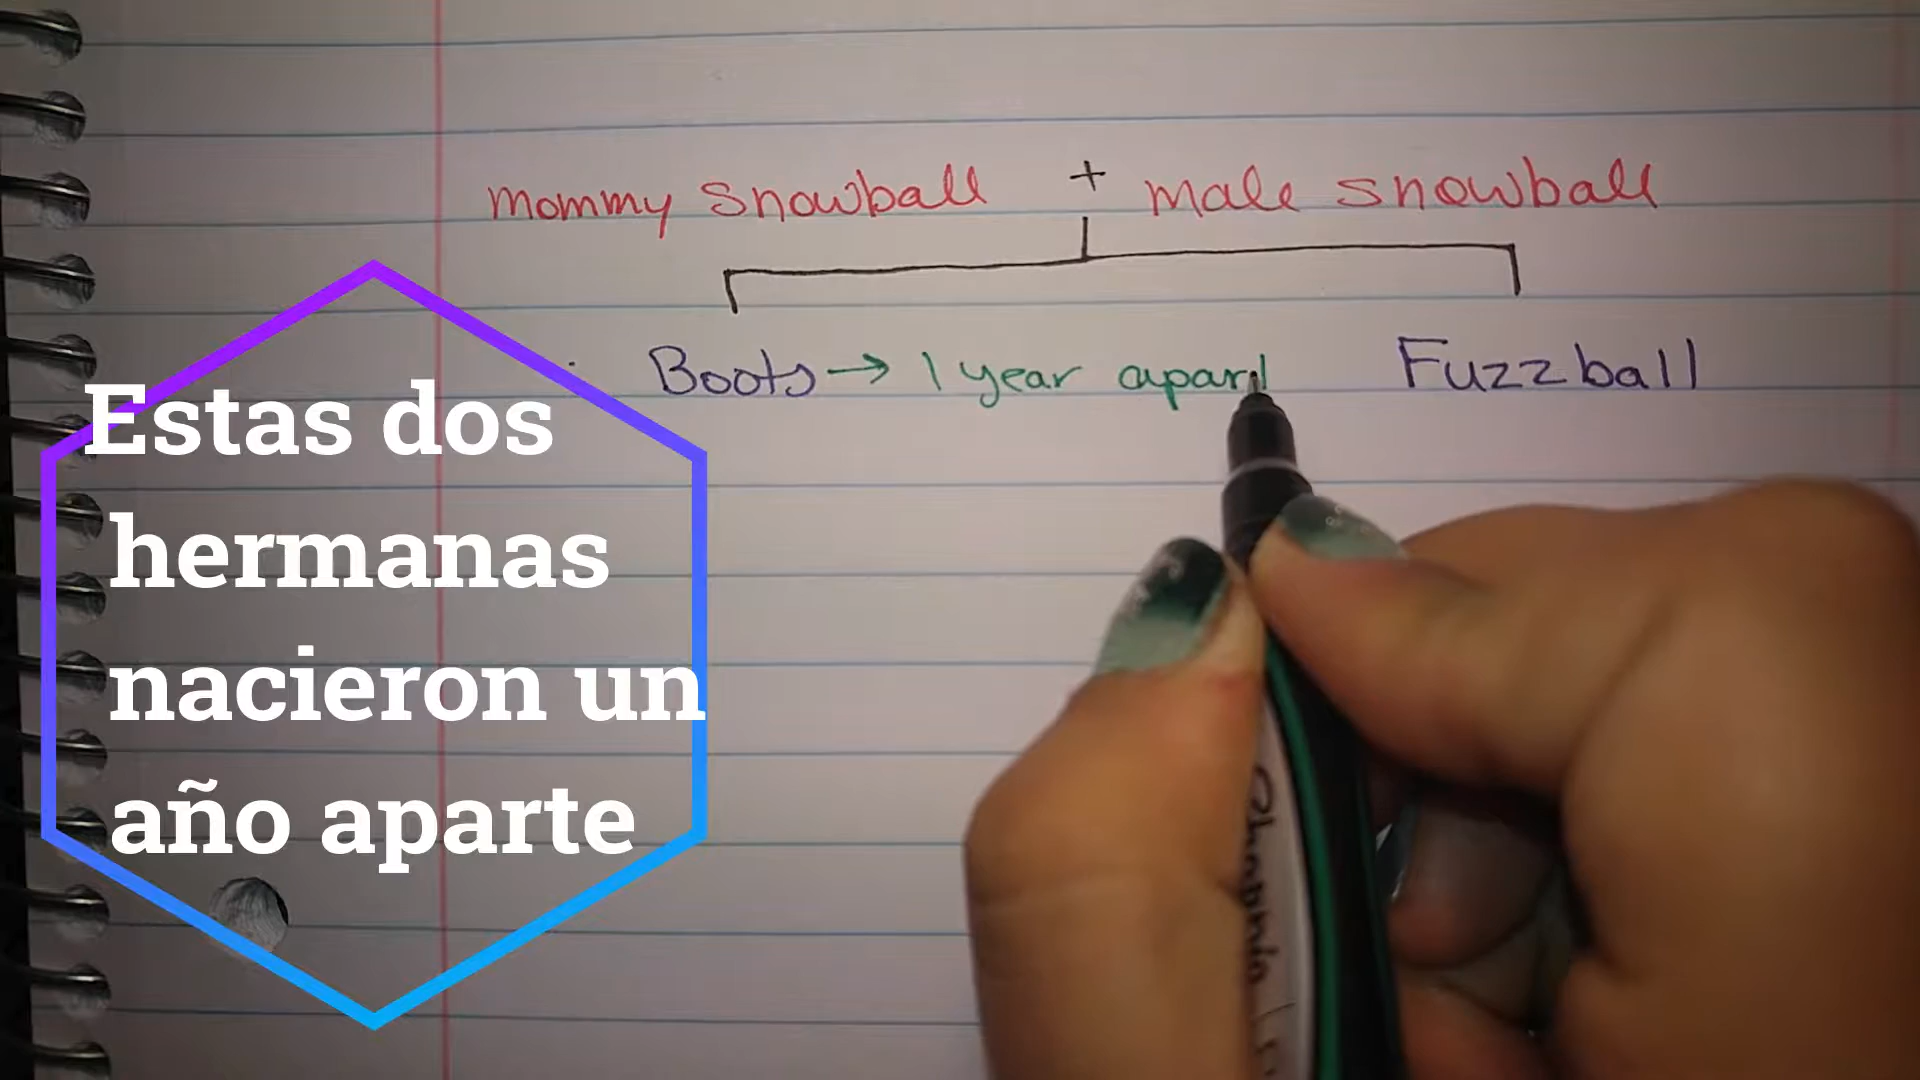 mommy Snowball + male snowball
Boots → 1 year apart Fuzzball
Estas dos
hermanas
nacieron un
año aparte